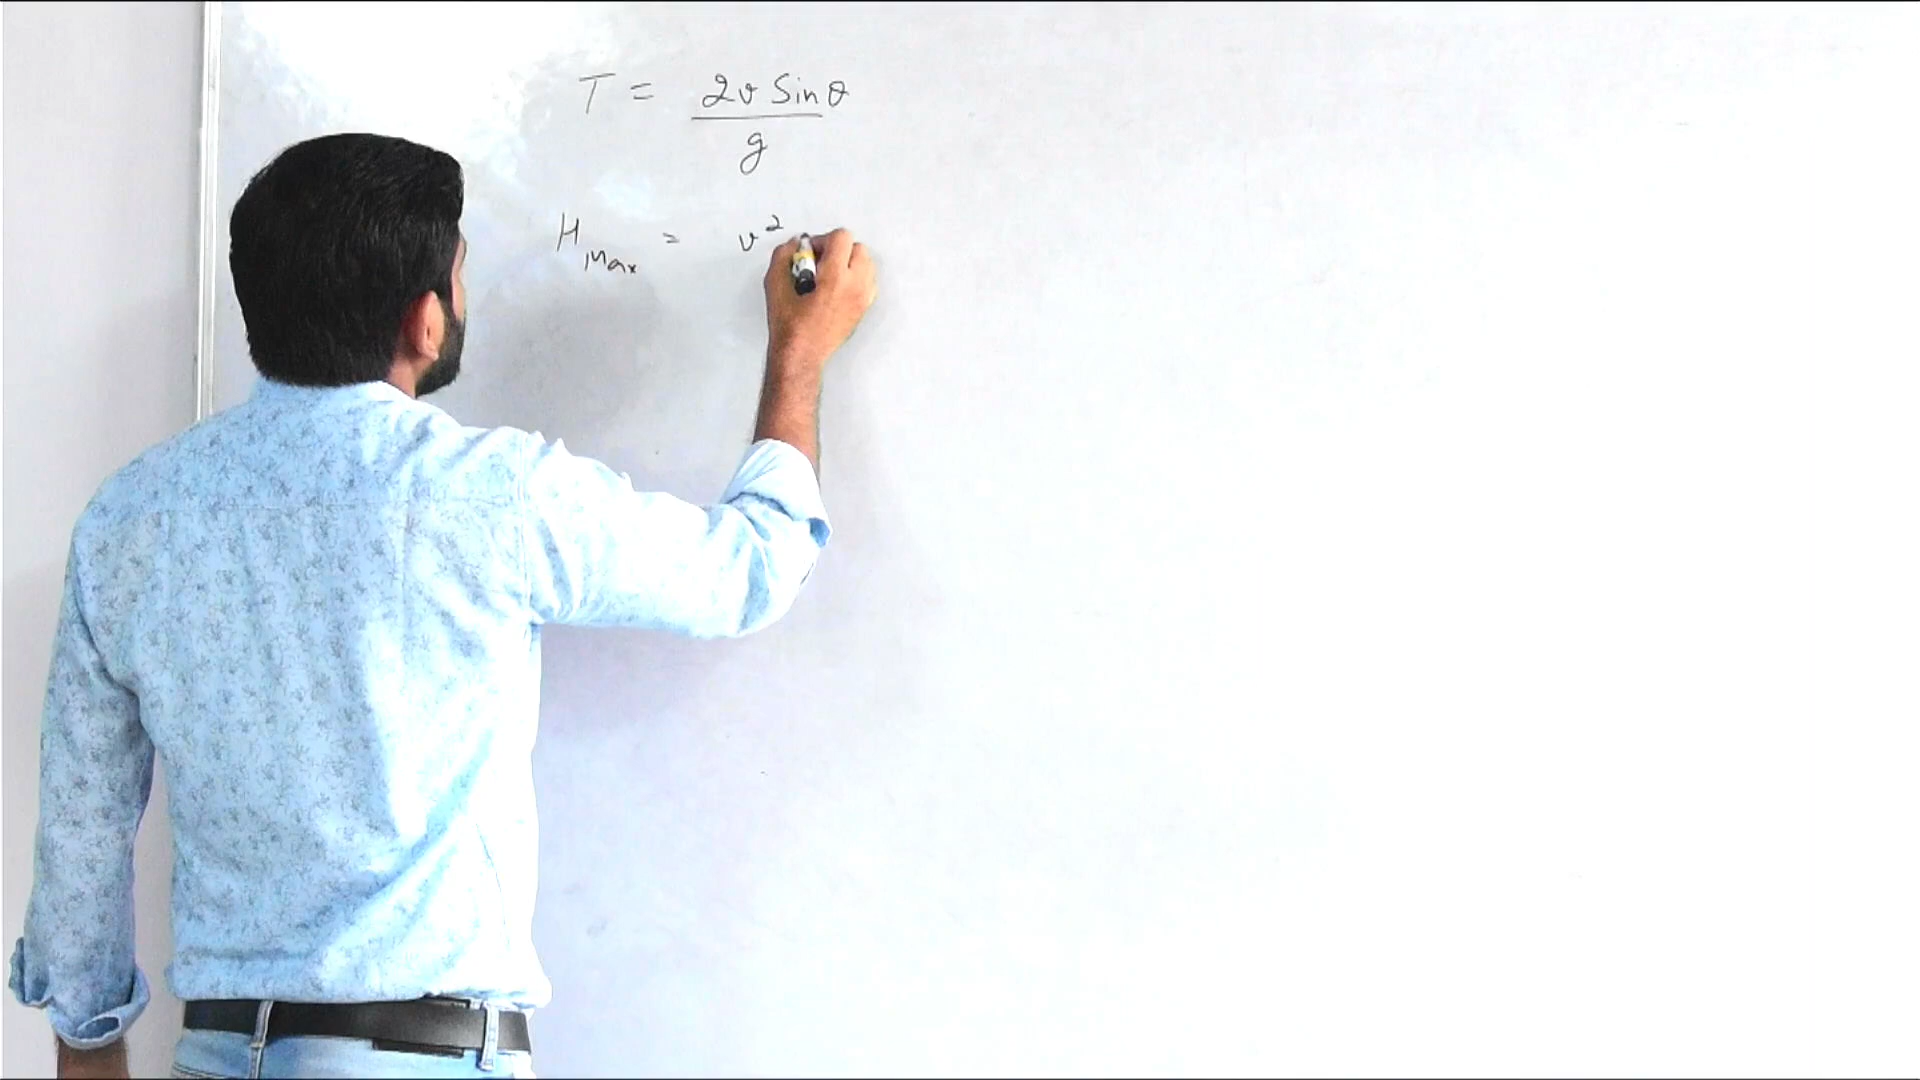 T = 2v Sinθ
g
H Max = v²